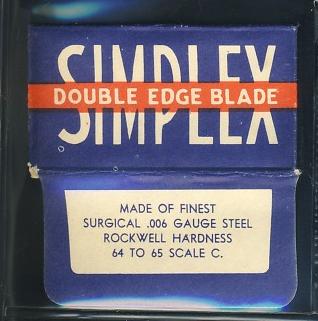 SIMPLEX
DOUBLE EDGE BLADE
MADE OF FINEST
SURGICAL .006 GAUGE STEEL
ROCKWELL HARDNESS
64 TO 65 SCALE C.